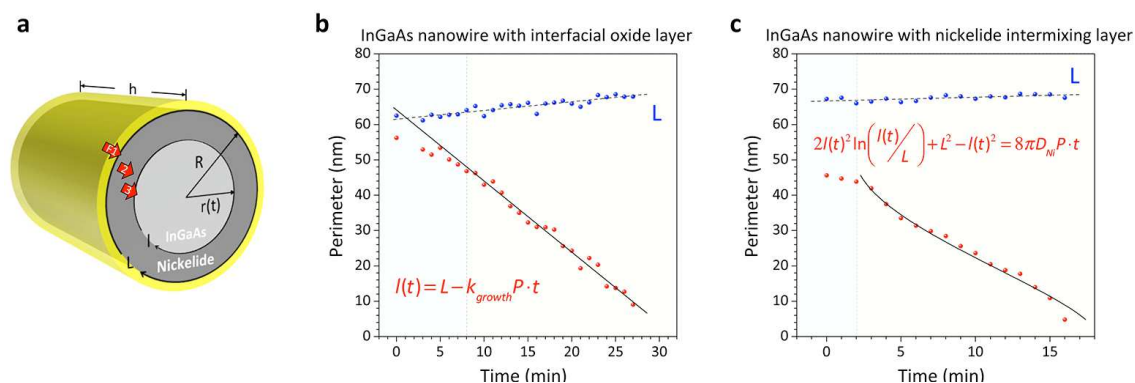 a
h
R
r(t)
1
2
3
InGaAs
l
L
Nickelide
b
InGaAs nanowire with interfacial oxide layer
80
70
60
50
40
30
20
10
0
Perimeter (nm)
L
l(t) = L − k_growth P · t
0 5 10 15 20 25 30
Time (min)
c
InGaAs nanowire with nickelide intermixing layer
80
70
60
50
40
30
20
10
0
Perimeter (nm)
L
2l(t)² ln(l(t)/L) + L² − l(t)² = 8πD_Ni P · t
0 5 10 15
Time (min)